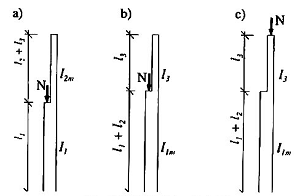 a)
b)
c)
N
l₂ + l₃
N
I₂ₘ
l₁
I₁
l₃
N
I₃
l₁ + l₂
I₁ₘ
N
l₃
I₃
l₁ + l₂
I₁ₘ